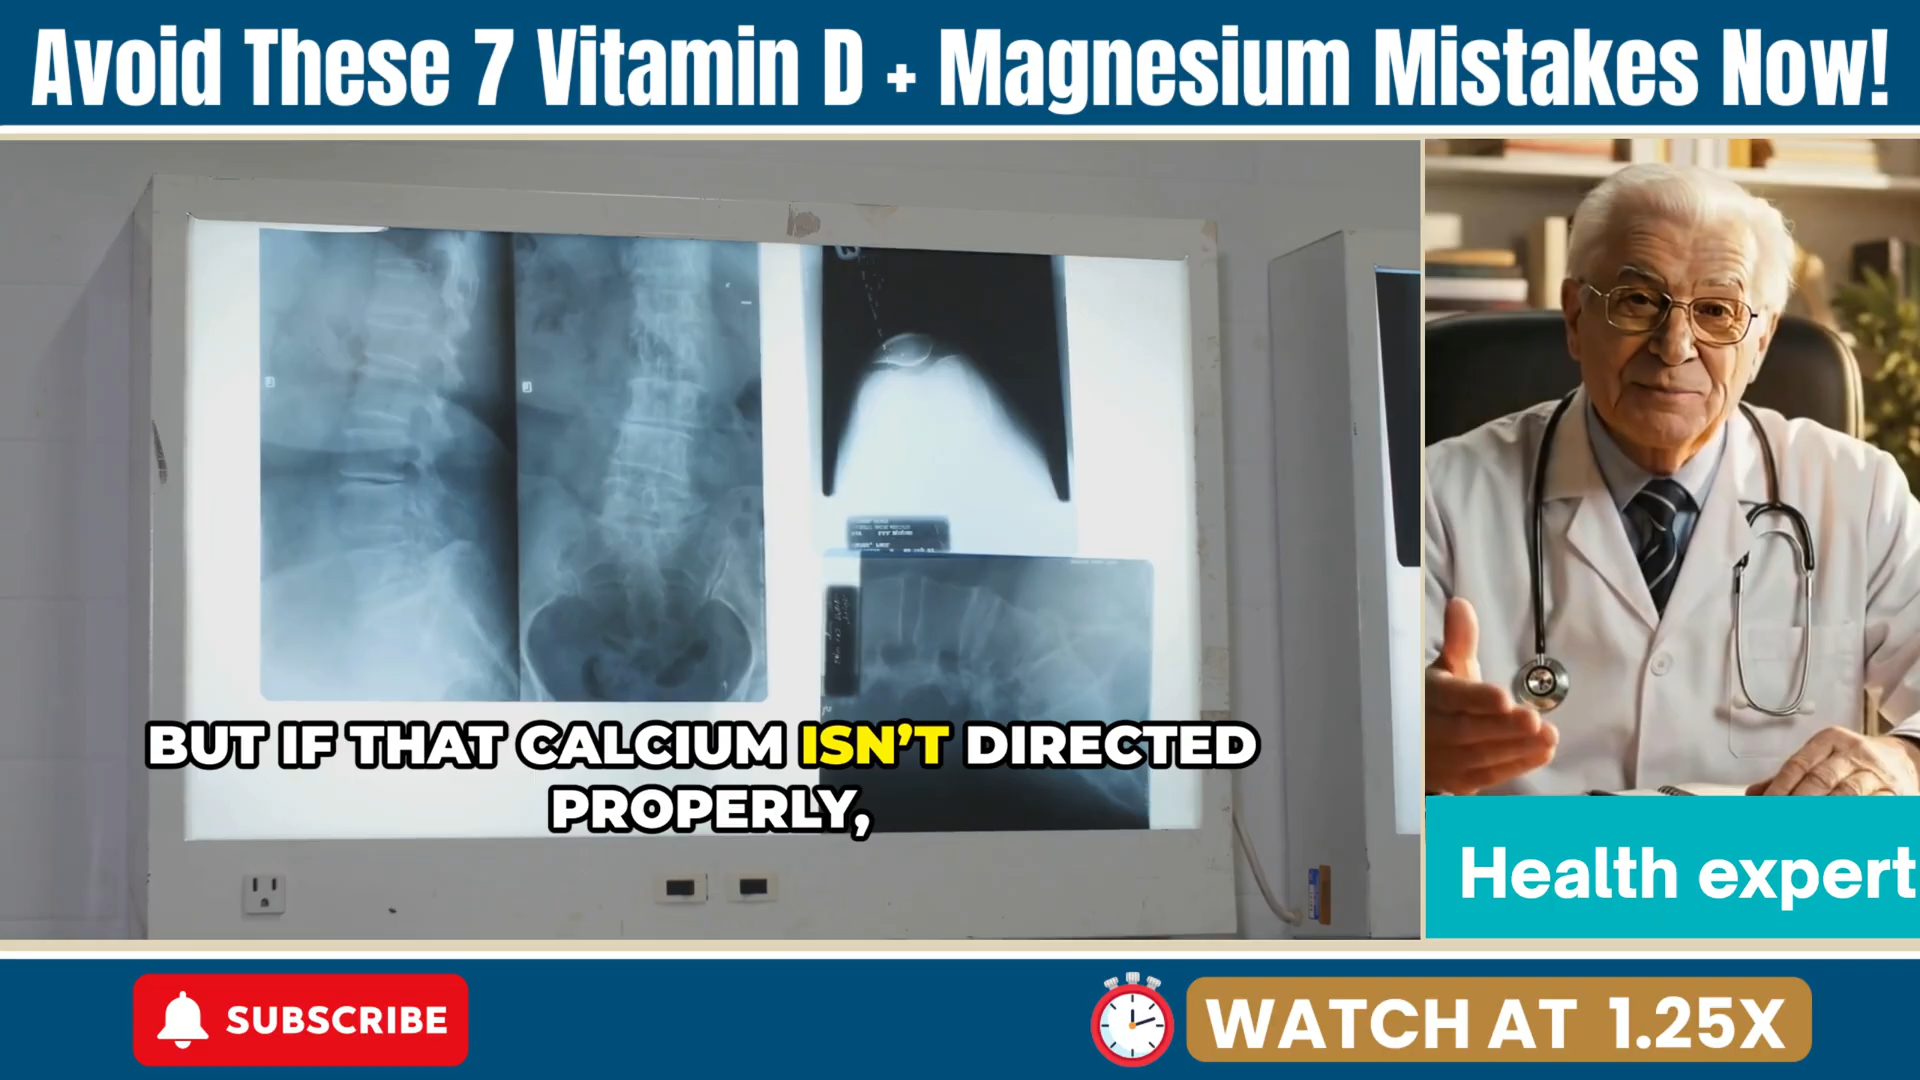 Avoid These 7 Vitamin D + Magnesium Mistakes Now!
BUT IF THAT CALCIUM ISN'T DIRECTED
PROPERLY,
Health expert
SUBSCRIBE
WATCH AT 1.25X